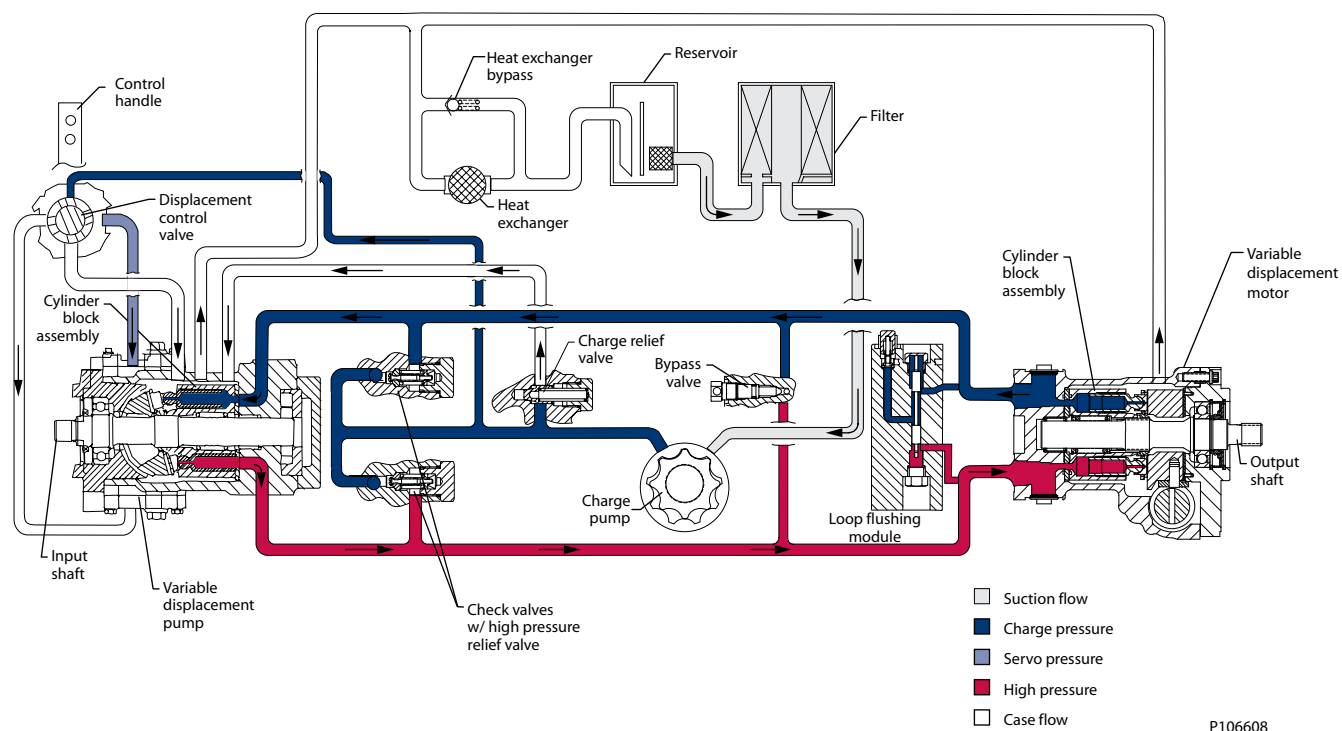 Control
handle
Heat exchanger
bypass
Reservoir
Filter
Displacement
control
valve
Heat
exchanger
Cylinder
block
assembly
Charge relief
valve
Bypass
valve
Cylinder
block
assembly
Variable
displacement
motor
Input
shaft
Variable
displacement
pump
Check valves
w/ high pressure
relief valve
Charge
pump
Loop flushing
module
Output
shaft
Suction flow
Charge pressure
Servo pressure
High pressure
Case flow
P106608